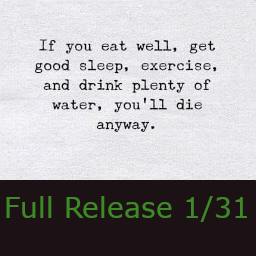 If you eat well, get
good sleep, exercise,
and drink plenty of
water, you'll die
anyway.
Full Release 1/31